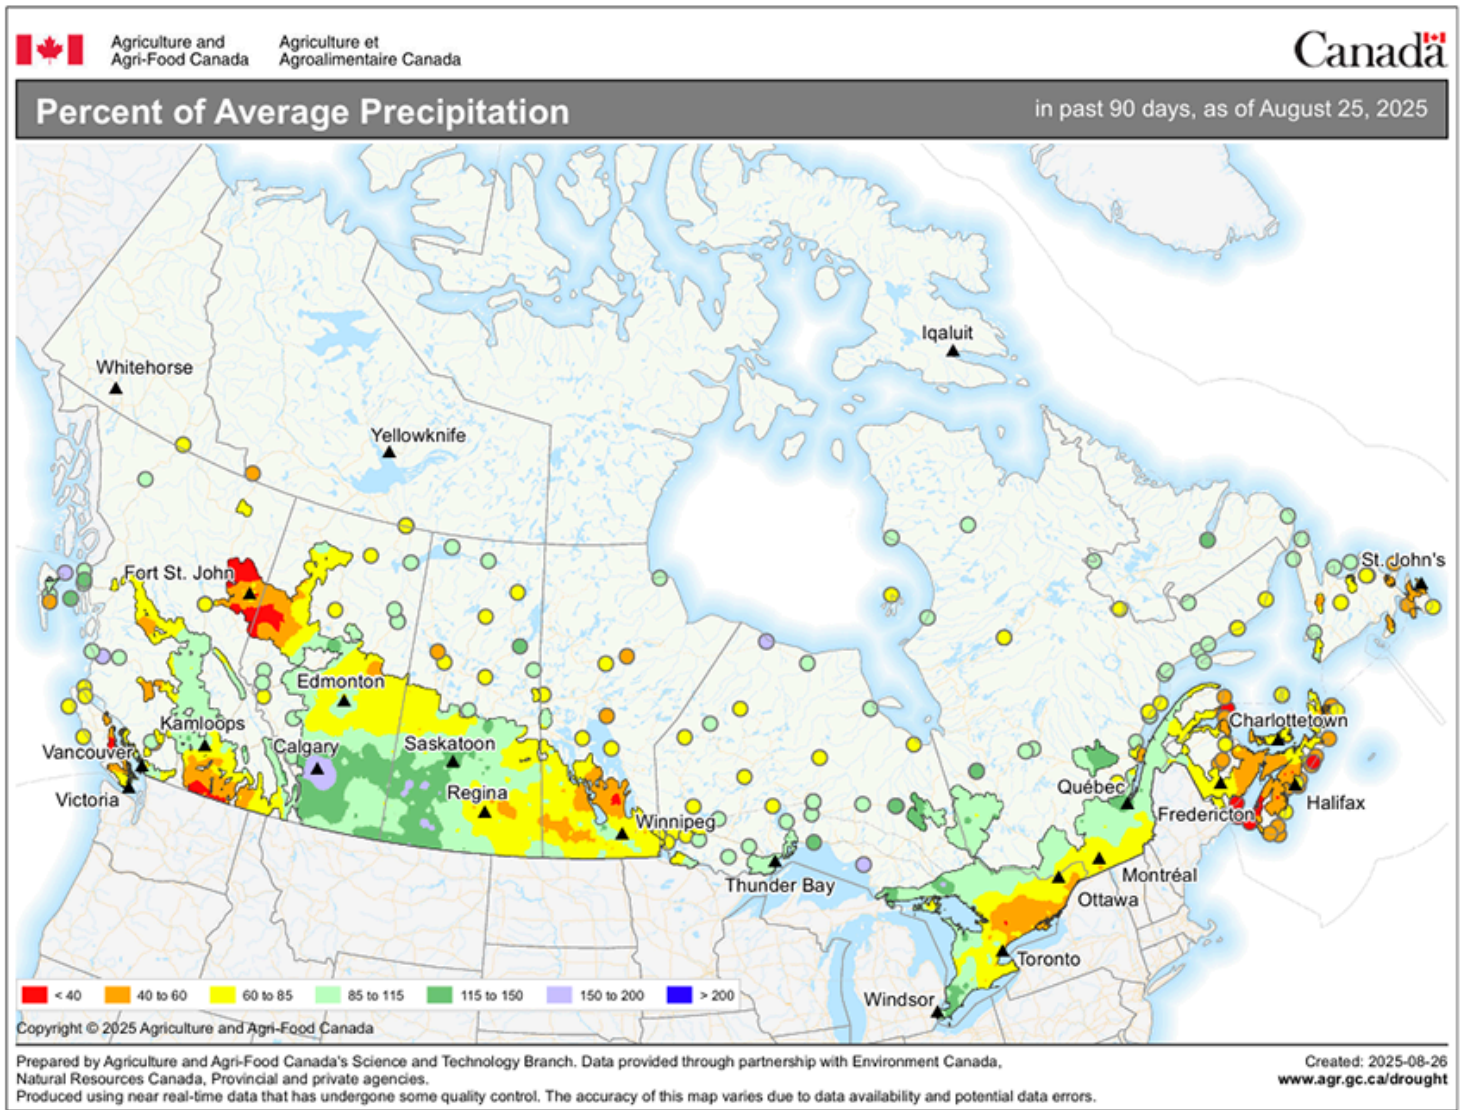 Agriculture and
Agri-Food Canada
Agriculture et
Agroalimentaire Canada
Canada
Percent of Average Precipitation
in past 90 days, as of August 25, 2025
Iqaluit
Whitehorse
Yellowknife
St. John's
Fort St. John
Edmonton
Kamloops
Charlottetown
Calgary
Saskatoon
Vancouver
Québec
Regina
Victoria
Halifax
Fredericton
Winnipeg
Montréal
Thunder Bay
Ottawa
Toronto
Windsor
< 40 40 to 60 60 to 85 85 to 115 115 to 150 150 to 200 > 200
Copyright © 2025 Agriculture and Agri-Food Canada
Prepared by Agriculture and Agri-Food Canada's Science and Technology Branch. Data provided through partnership with Environment Canada,
Natural Resources Canada, Provincial and private agencies.
Produced using near real-time data that has undergone some quality control. The accuracy of this map varies due to data availability and potential data errors.
Created: 2025-08-26
www.agr.gc.ca/drought